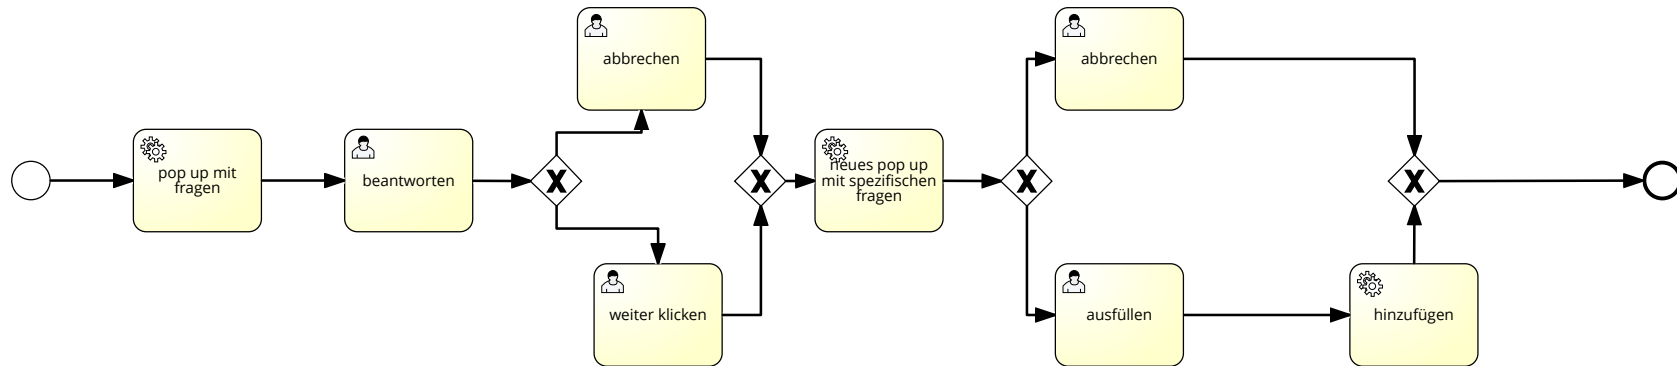 abbrechen
abbrechen
pop up mit
fragen
beantworten
neues pop up
mit spezifischen
fragen
weiter klicken
ausfüllen
hinzufügen